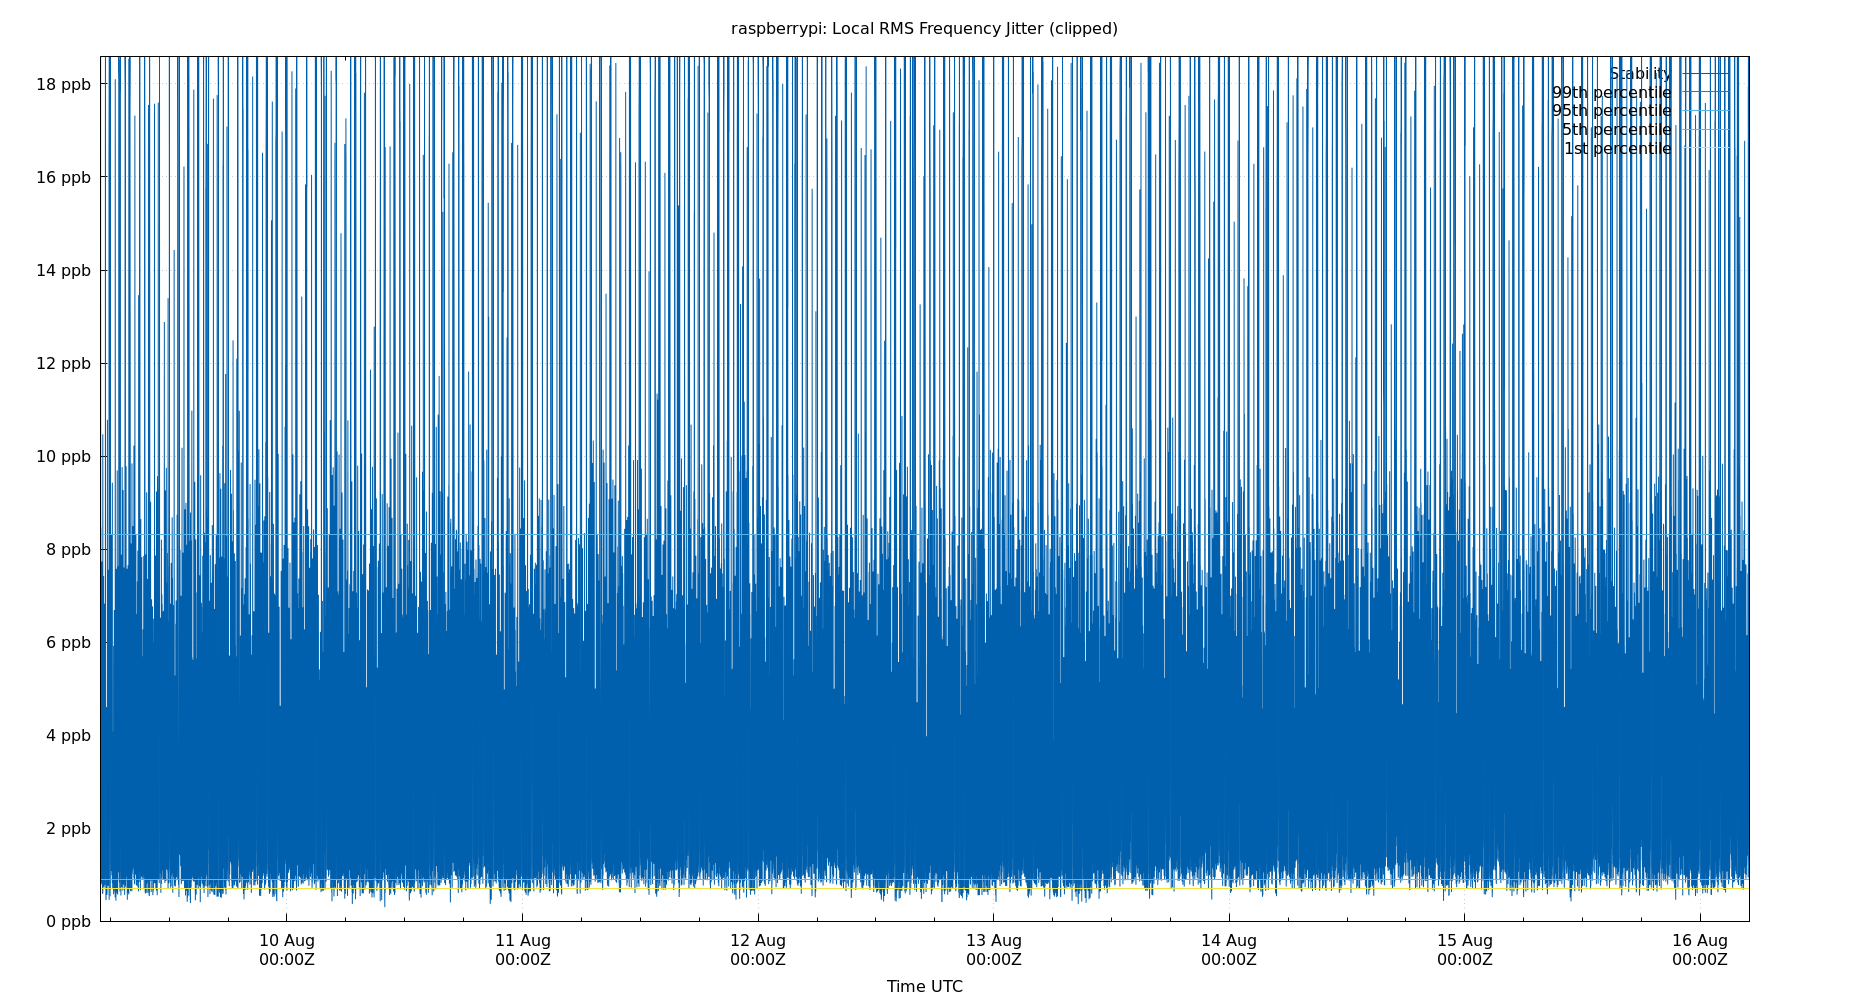 raspberrypi: Local RMS Frequency Jitter (clipped)
18 ppb
16 ppb
14 ppb
12 ppb
10 ppb
8 ppb
6 ppb
4 ppb
2 ppb
0 ppb
Stability
99th percentile
95th percentile
5th percentile
1st percentile
10 Aug
00:00Z
11 Aug
00:00Z
12 Aug
00:00Z
13 Aug
00:00Z
14 Aug
00:00Z
15 Aug
00:00Z
16 Aug
00:00Z
Time UTC